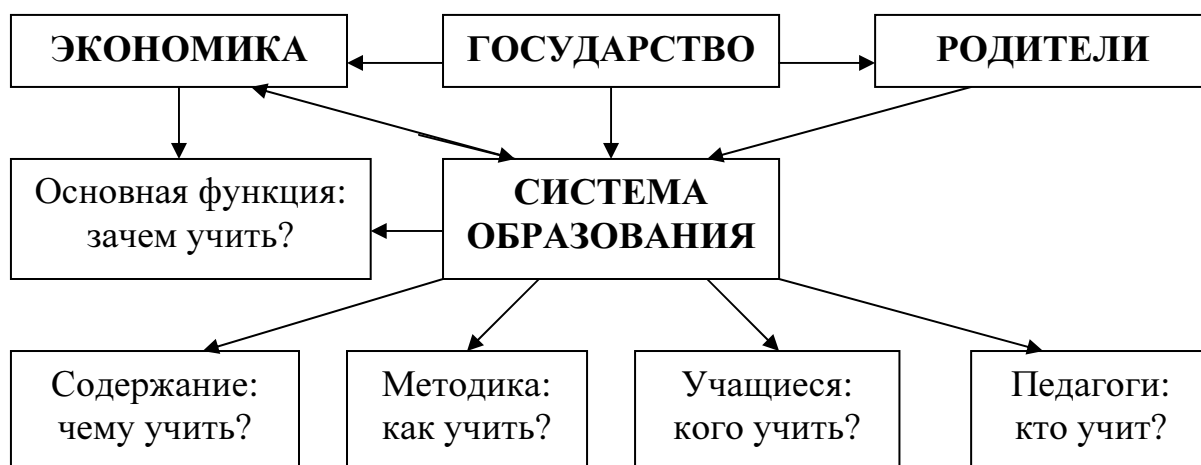 ЭКОНОМИКА
ГОСУДАРСТВО
РОДИТЕЛИ
Основная функция:
зачем учить?
СИСТЕМА
ОБРАЗОВАНИЯ
Содержание:
чему учить?
Методика:
как учить?
Учащиеся:
кого учить?
Педагоги:
кто учит?